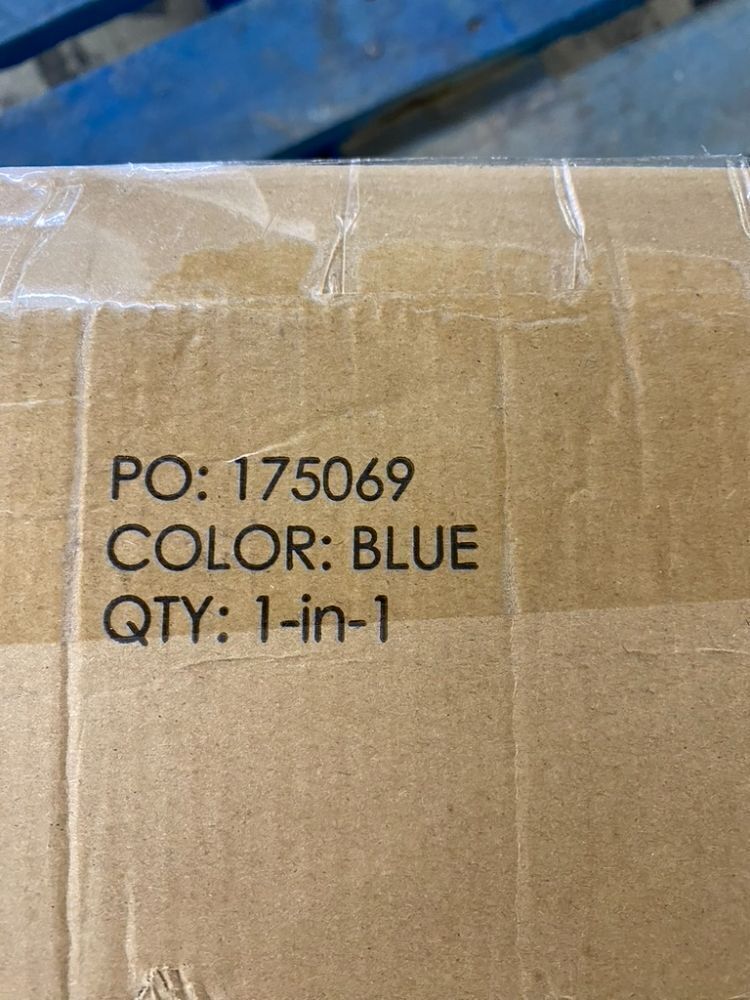 PO: 175069
COLOR: BLUE
QTY: 1-in-1